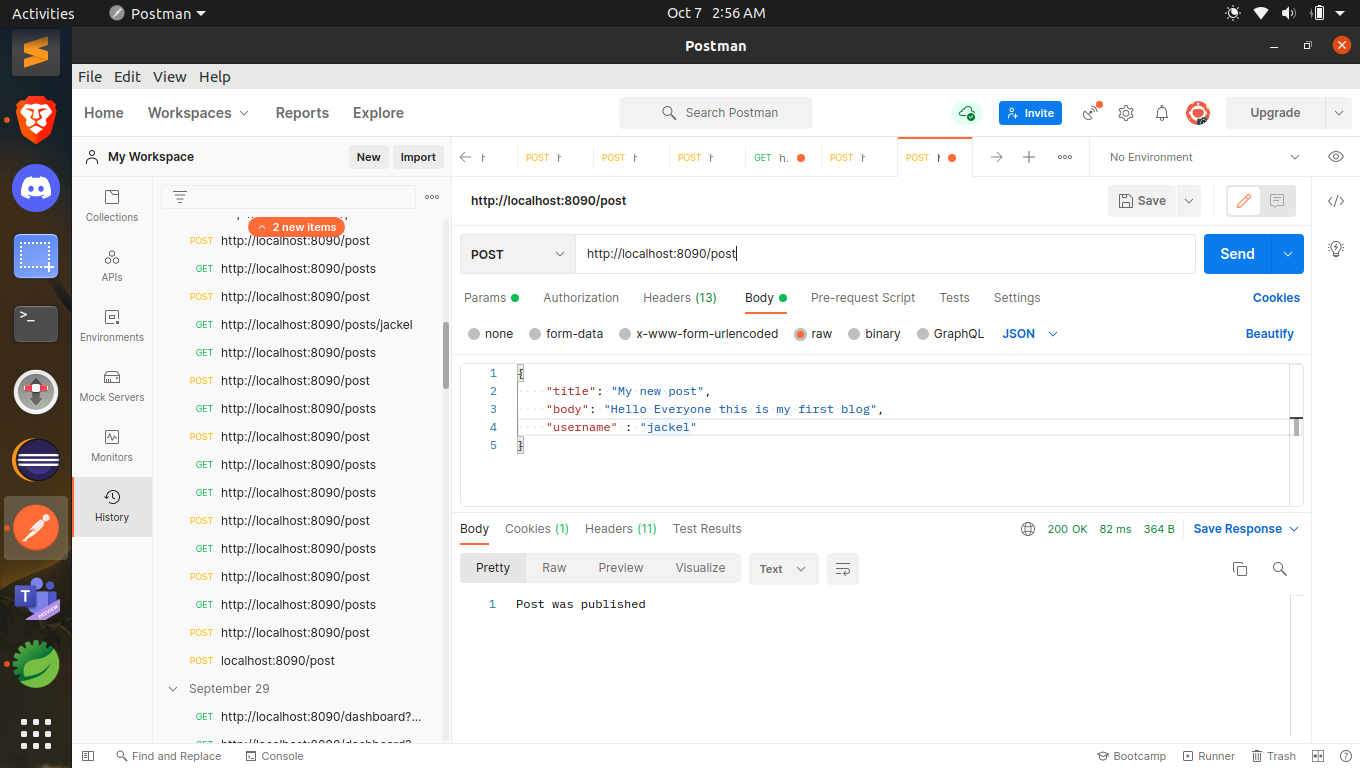 Activities Postman Oct 7 2:56 AM
Postman
File Edit View Help
Home Workspaces Reports Explore Search Postman Invite Upgrade
My Workspace New Import
POST POST POST GET h. POST POST No Environment
Collections
APIs
Environments
Mock Servers
Monitors
History
2 new items
POST http://localhost:8090/post
GET http://localhost:8090/posts
POST http://localhost:8090/post
GET http://localhost:8090/posts/jackel
GET http://localhost:8090/posts
POST http://localhost:8090/post
GET http://localhost:8090/posts
POST http://localhost:8090/post
GET http://localhost:8090/posts
GET http://localhost:8090/posts
POST http://localhost:8090/post
GET http://localhost:8090/posts
POST http://localhost:8090/post
GET http://localhost:8090/posts
POST http://localhost:8090/post
POST localhost:8090/post
September 29
GET http://localhost:8090/dashboard?...
http://localhost:8090/post Save
POST http://localhost:8090/post Send
Params Authorization Headers (13) Body Pre-request Script Tests Settings Cookies
none form-data x-www-form-urlencoded raw binary GraphQL JSON Beautify
1 {
2 "title": "My new post",
3 "body": "Hello Everyone this is my first blog",
4 "username" : "jackel"
5 }
Body Cookies (1) Headers (11) Test Results 200 OK 82 ms 364 B Save Response
Pretty Raw Preview Visualize Text
1 Post was published
Find and Replace Console Bootcamp Runner Trash